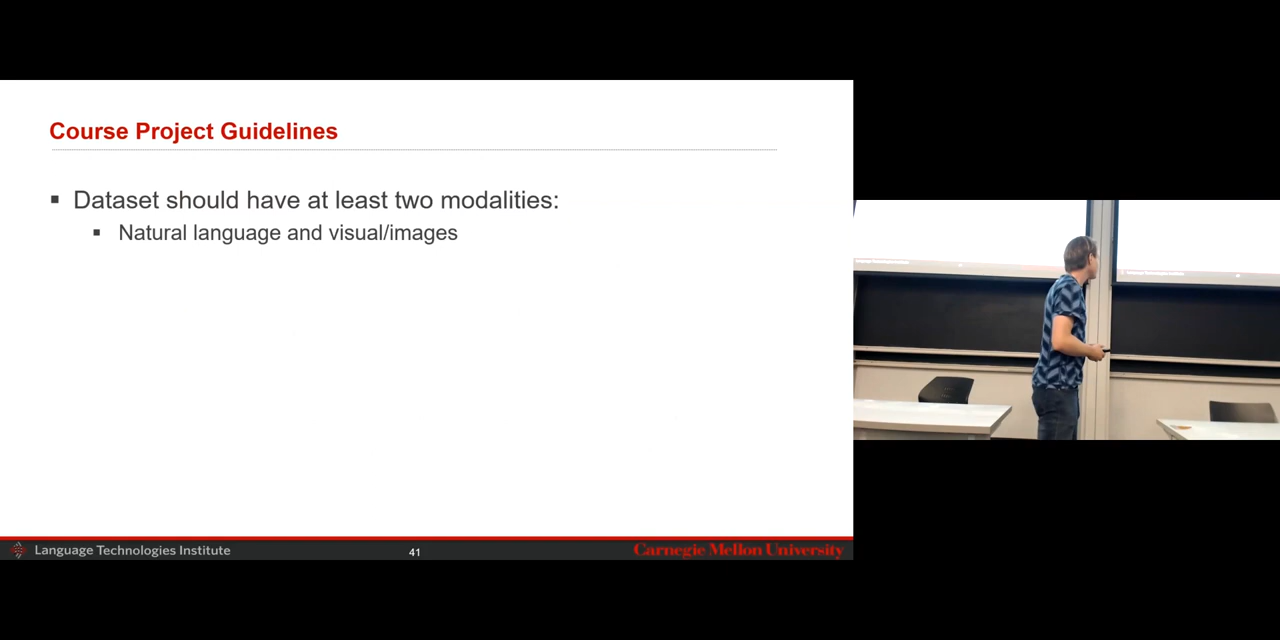 Course Project Guidelines
▪ Dataset should have at least two modalities:
▪ Natural language and visual/images
Language Technologies Institute
41
Carnegie Mellon University